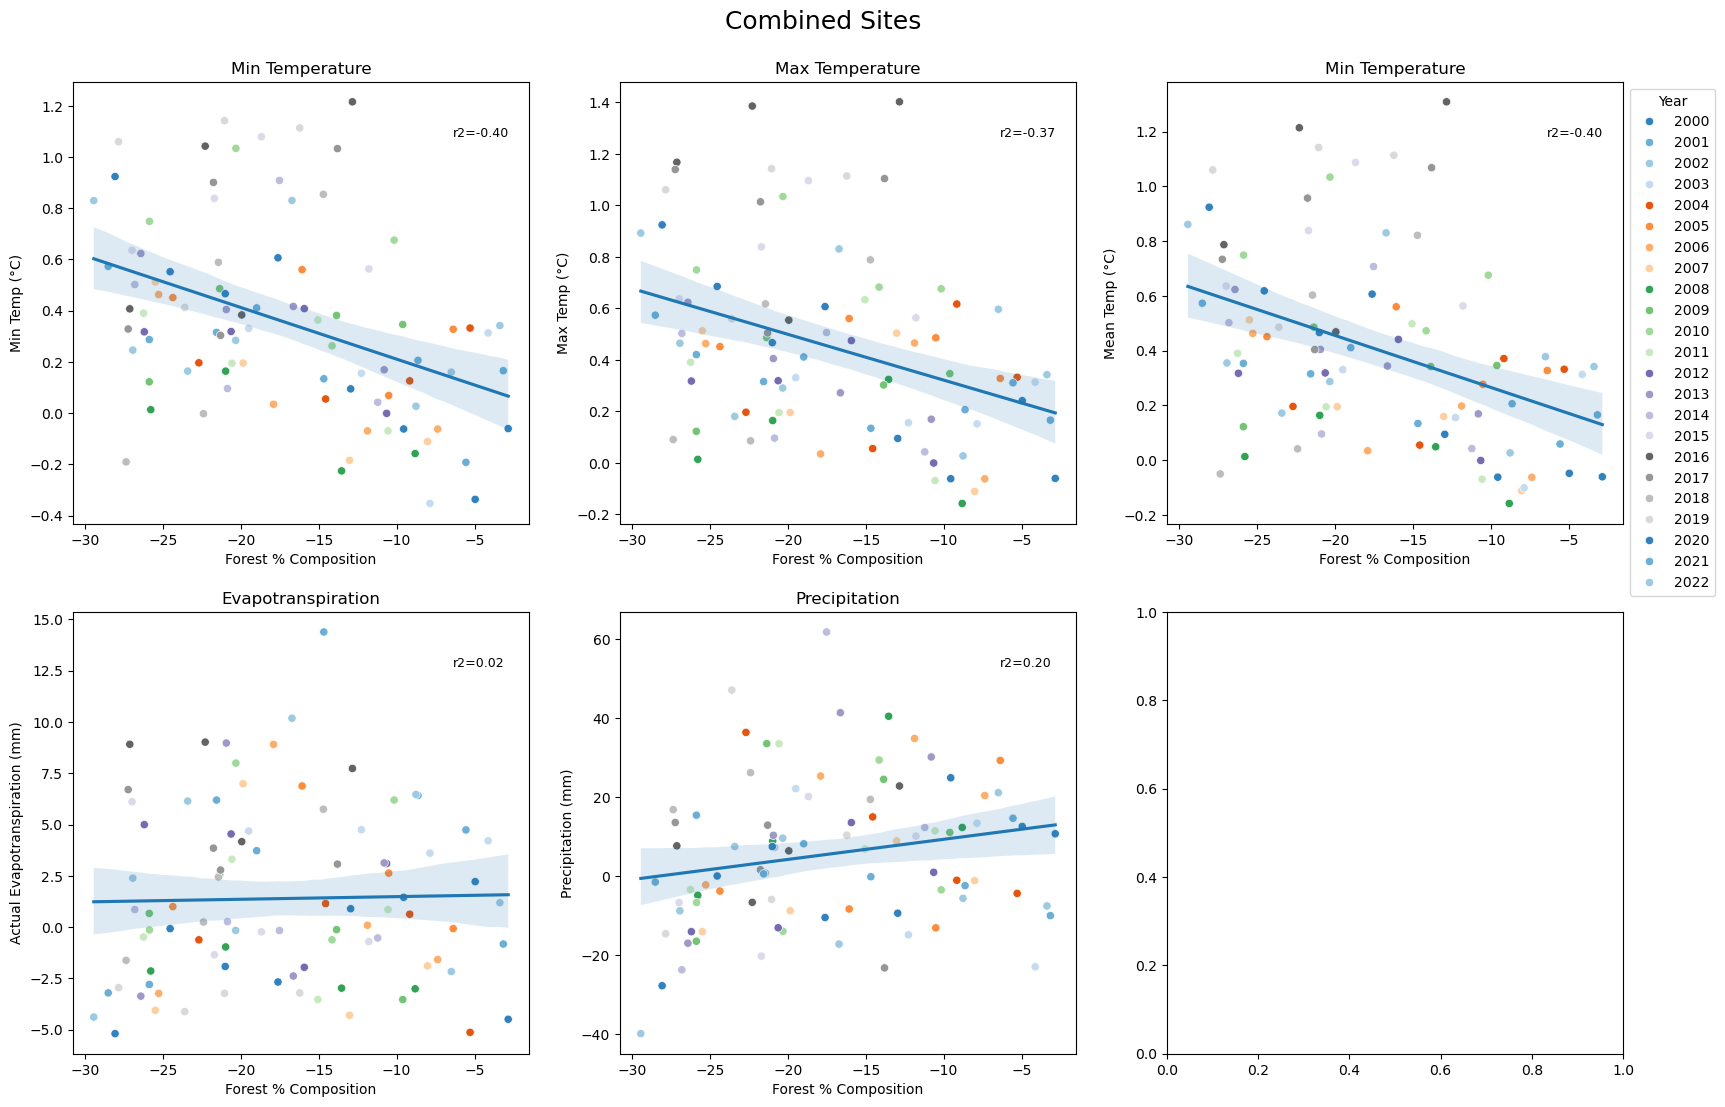 Combined Sites
Min Temperature
Max Temperature
Min Temperature
r2=-0.40
r2=-0.37
r2=-0.40
Min Temp (°C)
1.2
1.0
0.8
0.6
0.4
0.2
0.0
−0.2
−0.4
−30 −25 −20 −15 −10 −5
Forest % Composition
Max Temp (°C)
1.4
1.2
1.0
0.8
0.6
0.4
0.2
0.0
−0.2
−30 −25 −20 −15 −10 −5
Forest % Composition
Mean Temp (°C)
1.2
1.0
0.8
0.6
0.4
0.2
0.0
−0.2
−30 −25 −20 −15 −10 −5
Forest % Composition
Year
2000
2001
2002
2003
2004
2005
2006
2007
2008
2009
2010
2011
2012
2013
2014
2015
2016
2017
2018
2019
2020
2021
2022
Evapotranspiration
r2=0.02
Actual Evapotranspiration (mm)
15.0
12.5
10.0
7.5
5.0
2.5
0.0
−2.5
−5.0
−30 −25 −20 −15 −10 −5
Forest % Composition
Precipitation
r2=0.20
Precipitation (mm)
60
40
20
0
−20
−40
−30 −25 −20 −15 −10 −5
Forest % Composition
1.0
0.8
0.6
0.4
0.2
0.0
0.0 0.2 0.4 0.6 0.8 1.0